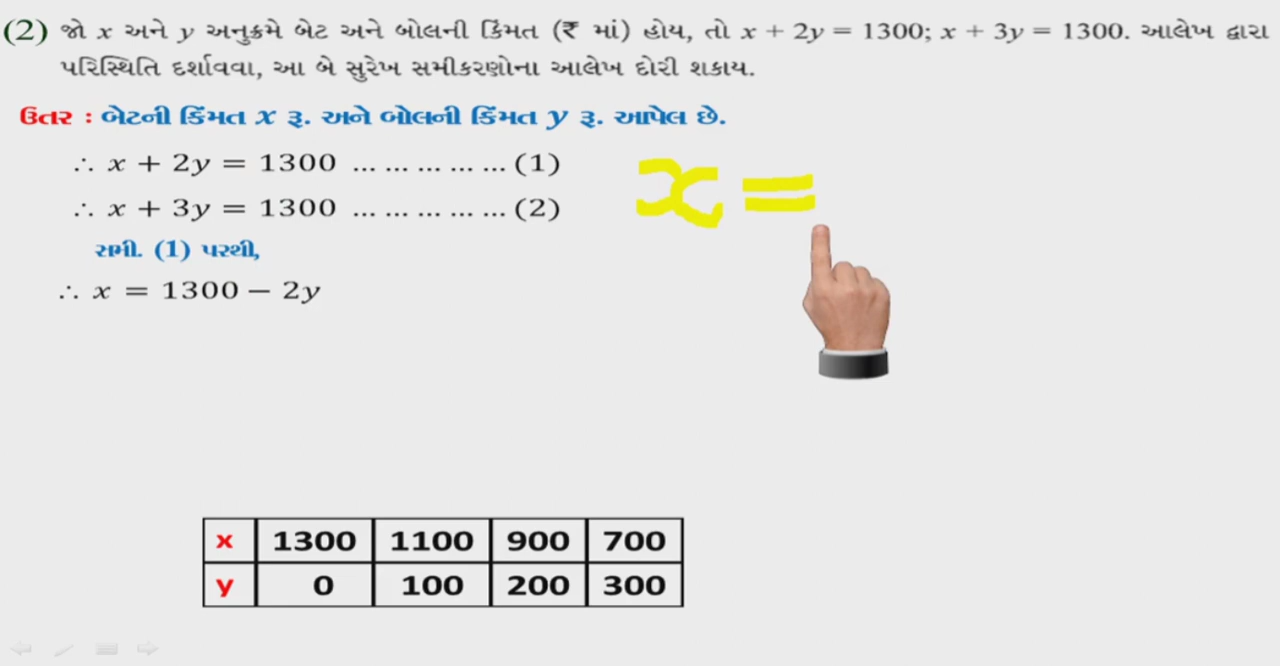 (2) જો x અને y અનુક્રમે બેટ અને બોલની કિંમત (₹ માં) હોય, તો x + 2y = 1300; x + 3y = 1300. આલેખ દ્વારા
પરિસ્થિતિ દર્શાવવા, આ બે સુરેખ સમીકરણોના આલેખ દોરી શકાય.
ઉતર : બેટની કિંમત x રૂ. અને બોલની કિંમત y રૂ. આપેલ છે.
∴ x + 2y = 1300 … … … … … (1)
∴ x + 3y = 1300 … … … … … (2)
x =
સમી. (1) પરથી,
∴ x = 1300 − 2y
x 1300 1100 900 700
y 0 100 200 300